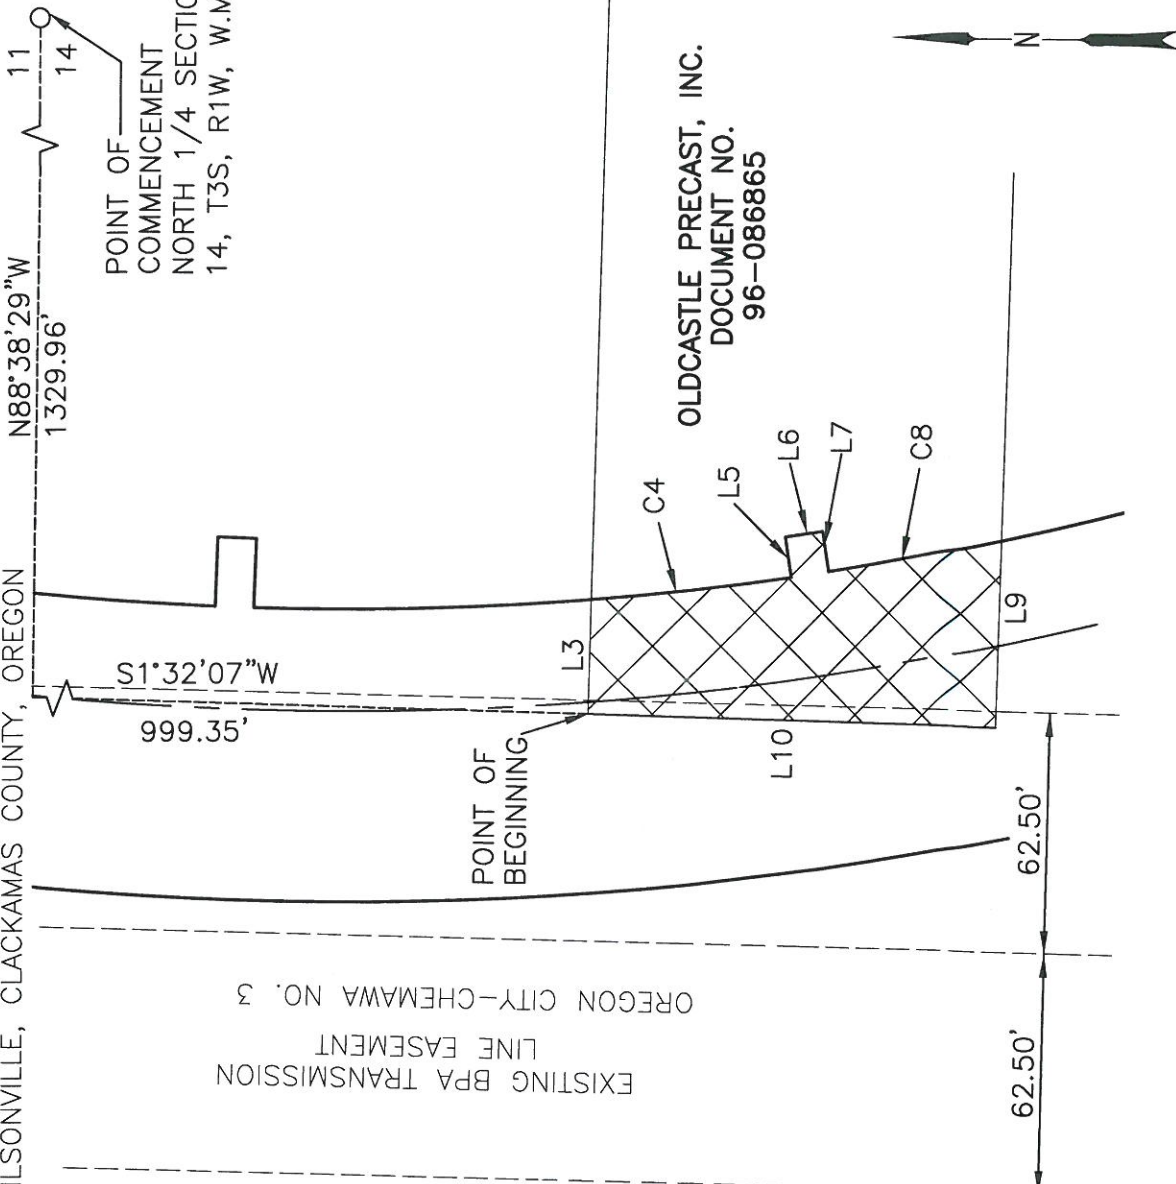 ILSONVILLE, CLACKAMAS COUNTY, OREGON
N88°38'29"W
1329.96'
11
14
POINT OF
COMMENCEMENT
NORTH 1/4 SECTIO
14, T3S, R1W, W.M
N
OLDCASTLE PRECAST, INC.
DOCUMENT NO.
96-086865
S1°32'07"W
999.35'
POINT OF
BEGINNING
L3
C4
L5
L6
L7
C8
L9
L10
62.50'
62.50'
EXISTING BPA TRANSMISSION
LINE EASEMENT
OREGON CITY-CHEMAWA NO. 3